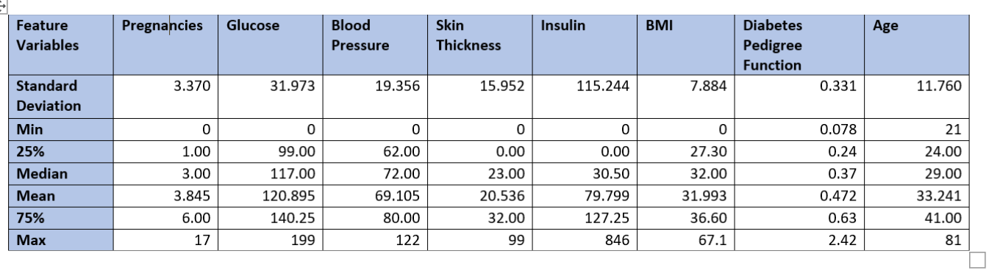 Feature Variables Pregnancies Glucose Blood Pressure Skin Thickness Insulin BMI Diabetes Pedigree Function Age
Standard Deviation 3.370 31.973 19.356 15.952 115.244 7.884 0.331 11.760
Min 0 0 0 0 0 0 0.078 21
25% 1.00 99.00 62.00 0.00 0.00 27.30 0.24 24.00
Median 3.00 117.00 72.00 23.00 30.50 32.00 0.37 29.00
Mean 3.845 120.895 69.105 20.536 79.799 31.993 0.472 33.241
75% 6.00 140.25 80.00 32.00 127.25 36.60 0.63 41.00
Max 17 199 122 99 846 67.1 2.42 81